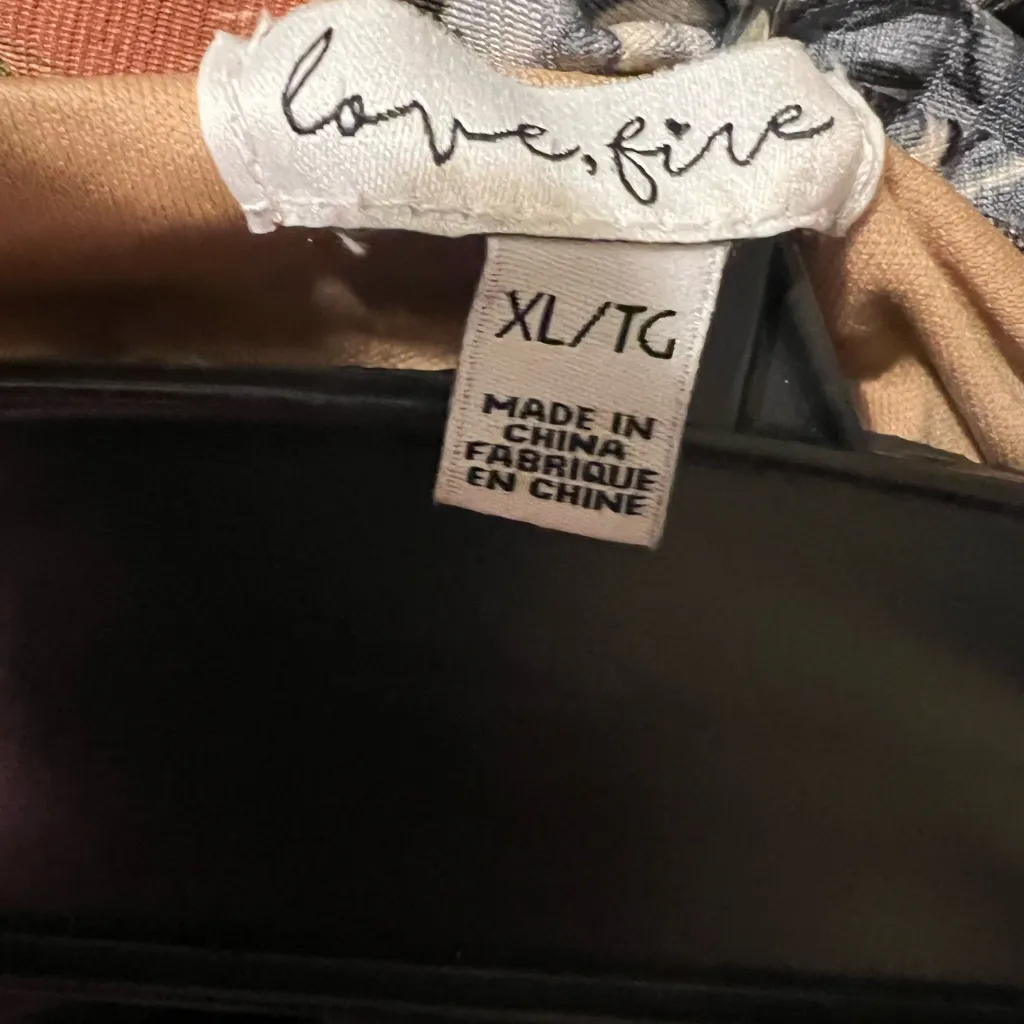 love, fire
XL/TG
MADE IN
CHINA
FABRIQUE
EN CHINE